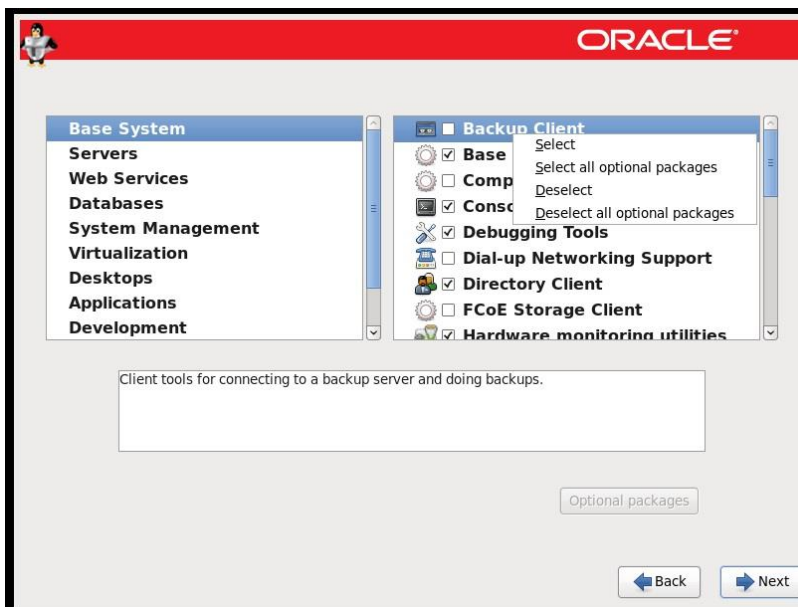 ORACLE
Base System
Servers
Web Services
Databases
System Management
Virtualization
Desktops
Applications
Development
Backup Client
Base
Comp
Conso
Debugging Tools
Dial-up Networking Support
Directory Client
FCoE Storage Client
Hardware monitoring utilities
Select
Select all optional packages
Deselect
Deselect all optional packages
Client tools for connecting to a backup server and doing backups.
Optional packages
Back
Next